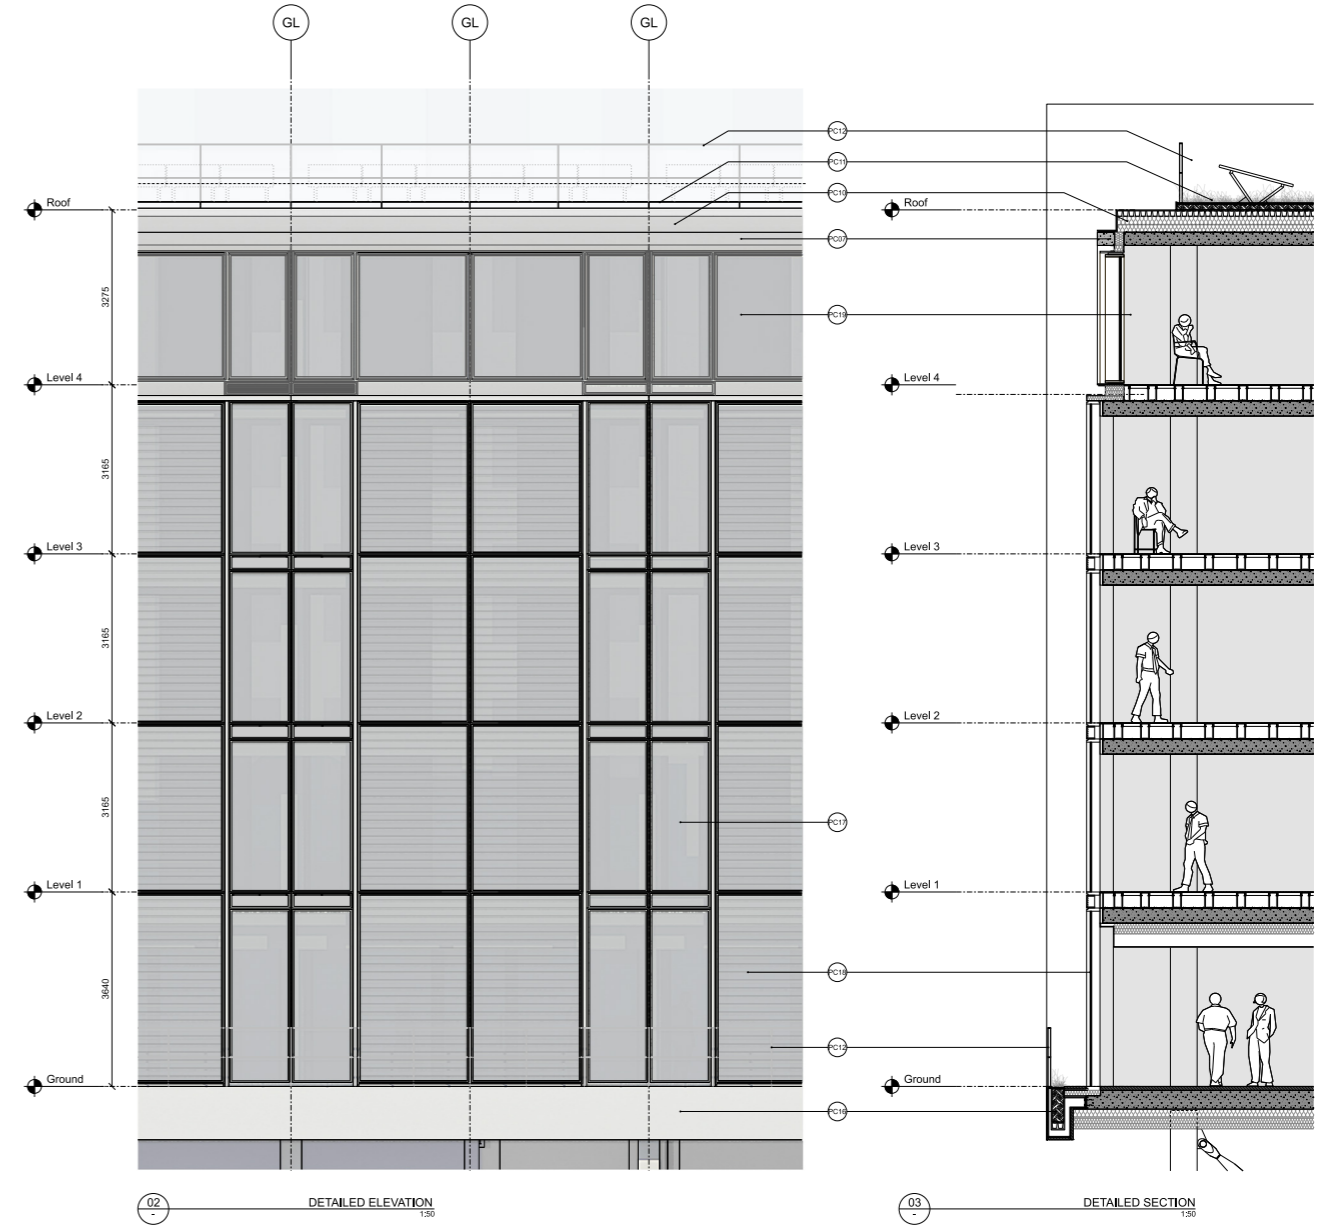 GL GL GL
PC12
PC11
PC10
Roof Roof
PC07
3275
PC19
Level 4 Level 4
3165
Level 3 Level 3
3165
Level 2 Level 2
3165
PC17
Level 1 Level 1
PC18
3640
PC12
Ground Ground
PC16
02 DETAILED ELEVATION 03 DETAILED SECTION
- 1:50 - 1:50